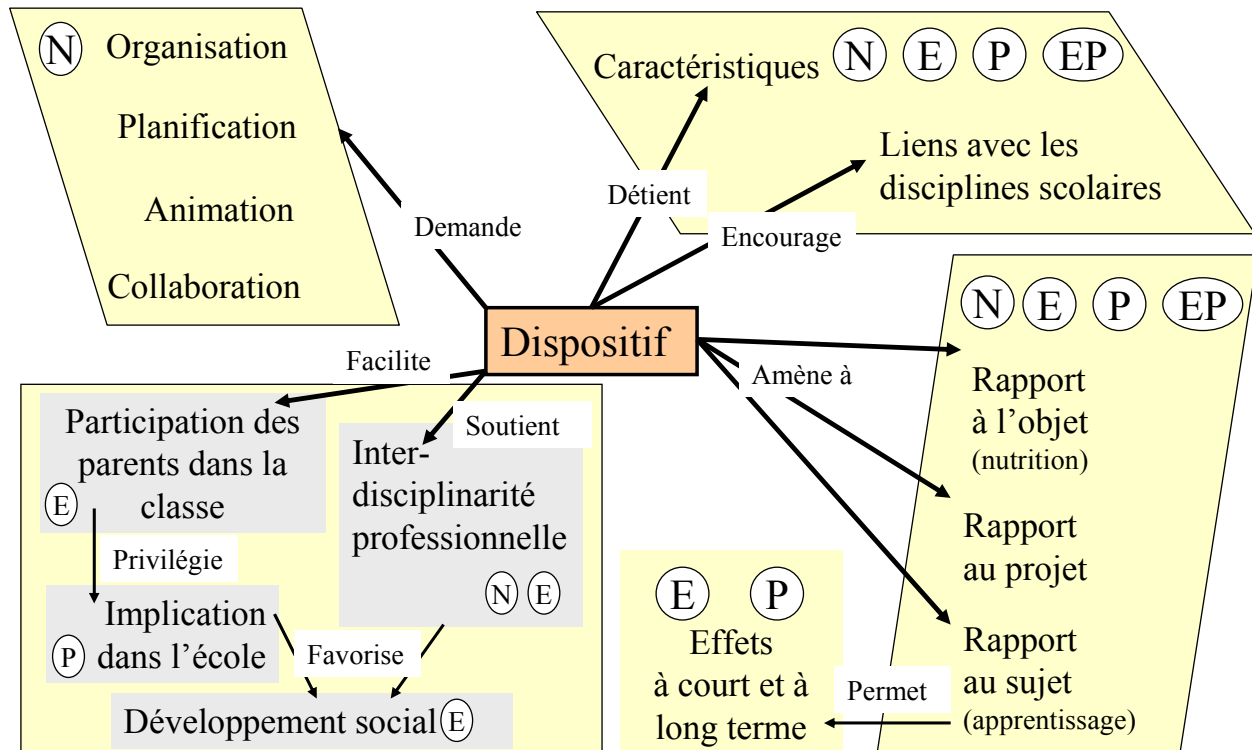 N Organisation
Planification
Animation
Collaboration
Demande
Caractéristiques N E P EP
Liens avec les
disciplines scolaires
Détient
Encourage
Dispositif
Facilite
Soutient
Amène à
Participation des
parents dans la
E classe
Privilégie
Implication
P dans l’école
Inter-
disciplinarité
professionnelle
N E
Favorise
Développement social E
N E P EP
Rapport
à l’objet
(nutrition)
Rapport
au projet
Rapport
au sujet
(apprentissage)
Permet
E P
Effets
à court et à
long terme